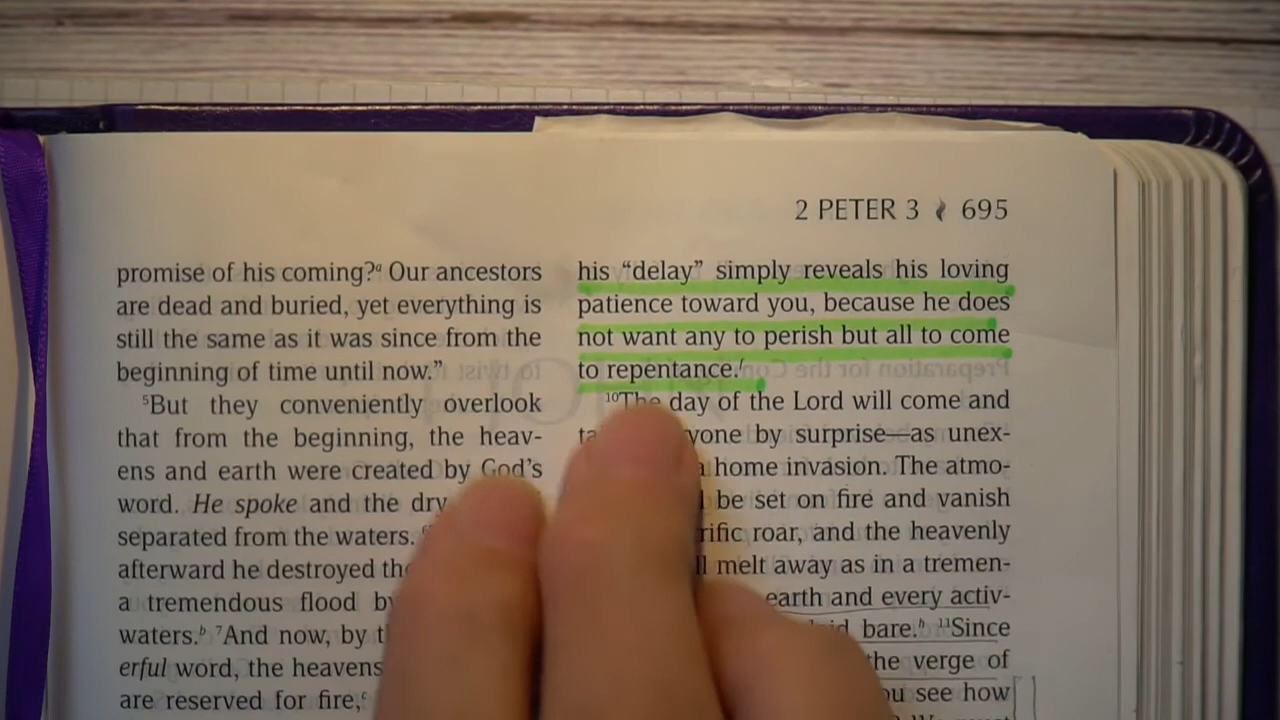 2 PETER 3 695
promise of his coming?ᵃ Our ancestors
are dead and buried, yet everything is
still the same as it was since from the
beginning of time until now.”
⁵But they conveniently overlook
that from the beginning, the heav-
ens and earth were created by God’s
word. He spoke and the dry
separated from the waters.
afterward he destroyed the
a tremendous flood by
waters.ᵇ ⁷And now, by
erful word, the heavens
are reserved for fire,ᶜ
his “delay” simply reveals his loving
patience toward you, because he does
not want any to perish but all to come
to repentance.ᶠ
¹⁰The day of the Lord will come and
by surprise—as unex-
a home invasion. The atmo-
be set on fire and vanish
roar, and the heavenly
melt away as in a tremen-
earth and every activ-
bare.ʰ ¹¹Since
the verge of
see how